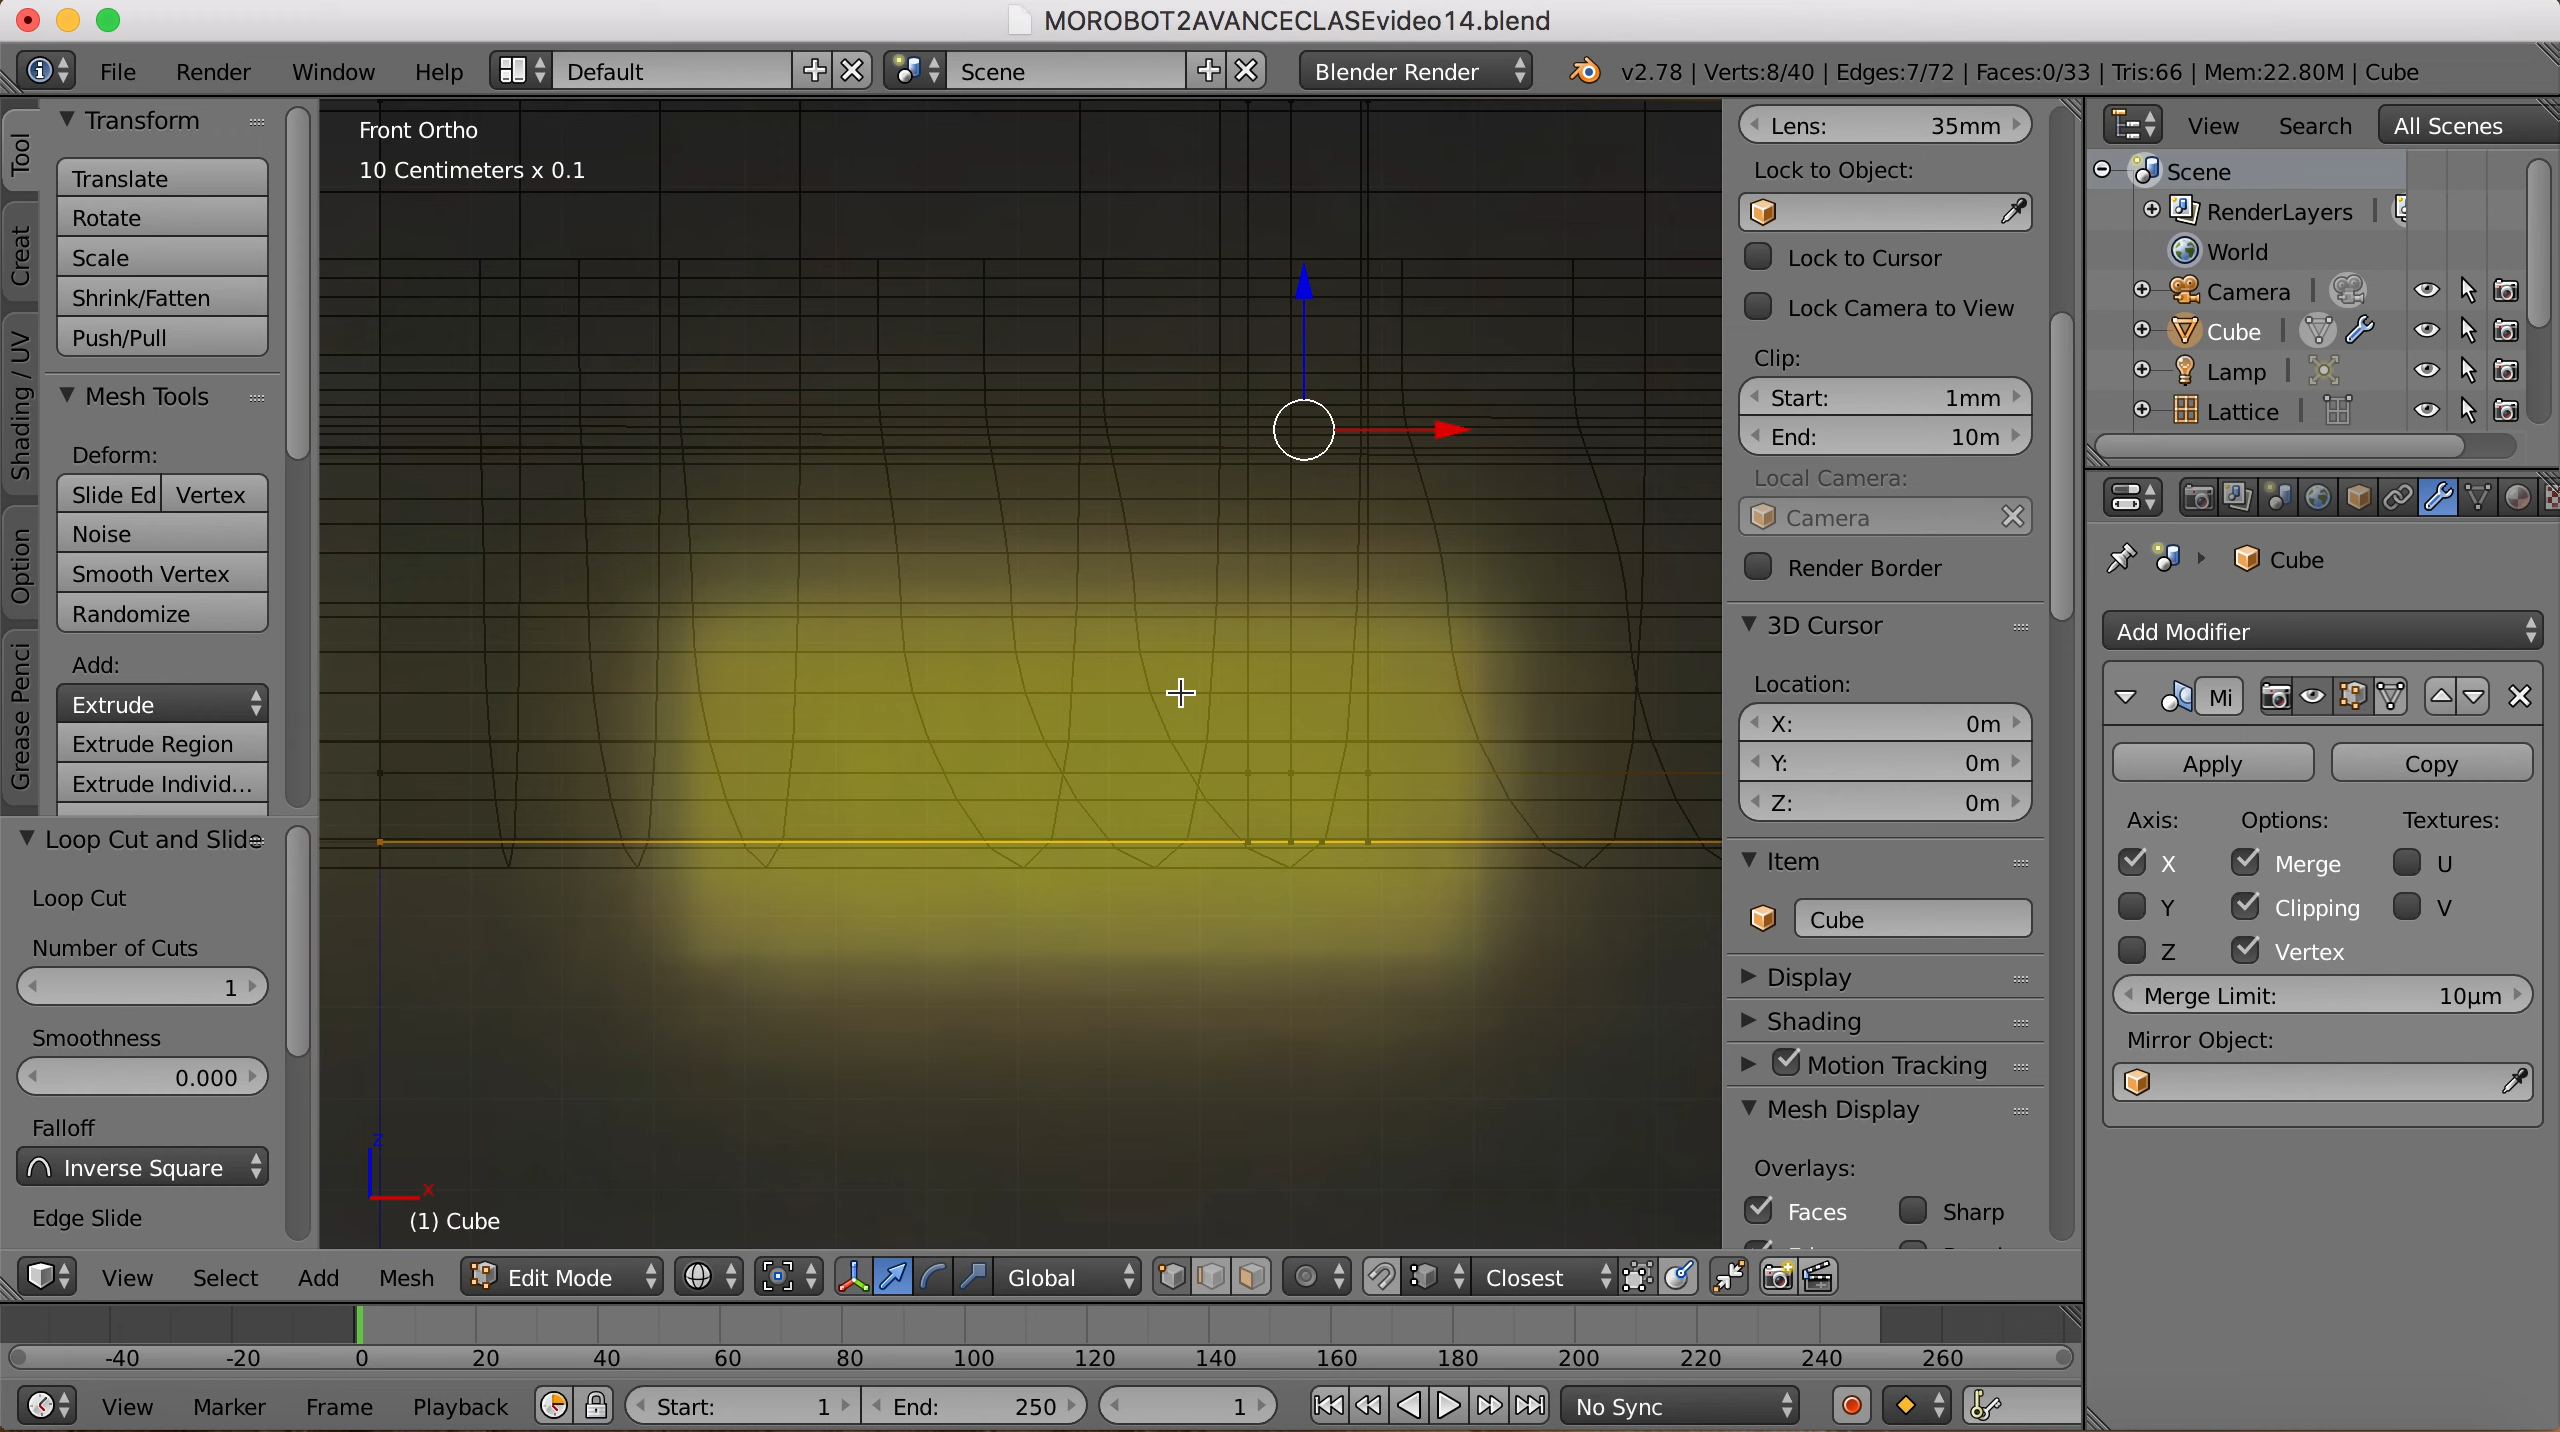 MOROBOT2AVANCECLASEvideo14.blend
File Render Window Help Default Scene Blender Render v2.78 | Verts:8/40 | Edges:7/72 | Faces:0/33 | Tris:66 | Mem:22.80M | Cube
Tool
Creat
Shading / UV
Option
Grease Penci
Transform
Translate
Rotate
Scale
Shrink/Fatten
Push/Pull
Mesh Tools
Deform:
Slide Ed Vertex
Noise
Smooth Vertex
Randomize
Add:
Extrude
Extrude Region
Extrude Individ...
Loop Cut and Slide
Loop Cut
Number of Cuts
1
Smoothness
0.000
Falloff
Inverse Square
Edge Slide
Front Ortho
10 Centimeters x 0.1
z
x
(1) Cube
Lens: 35mm
Lock to Object:
Lock to Cursor
Lock Camera to View
Clip:
Start: 1mm
End: 10m
Local Camera:
Camera
Render Border
3D Cursor
Location:
X: 0m
Y: 0m
Z: 0m
Item
Cube
Display
Shading
Motion Tracking
Mesh Display
Overlays:
Faces Sharp
View Search All Scenes
Scene
RenderLayers
World
Camera
Cube
Lamp
Lattice
Cube
Add Modifier
Mi
Apply Copy
Axis: Options: Textures:
X Merge U
Y Clipping V
Z Vertex
Merge Limit: 10µm
Mirror Object:
View Select Add Mesh Edit Mode Global Closest
-40 -20 0 20 40 60 80 100 120 140 160 180 200 220 240 260
View Marker Frame Playback Start: 1 End: 250 1 No Sync